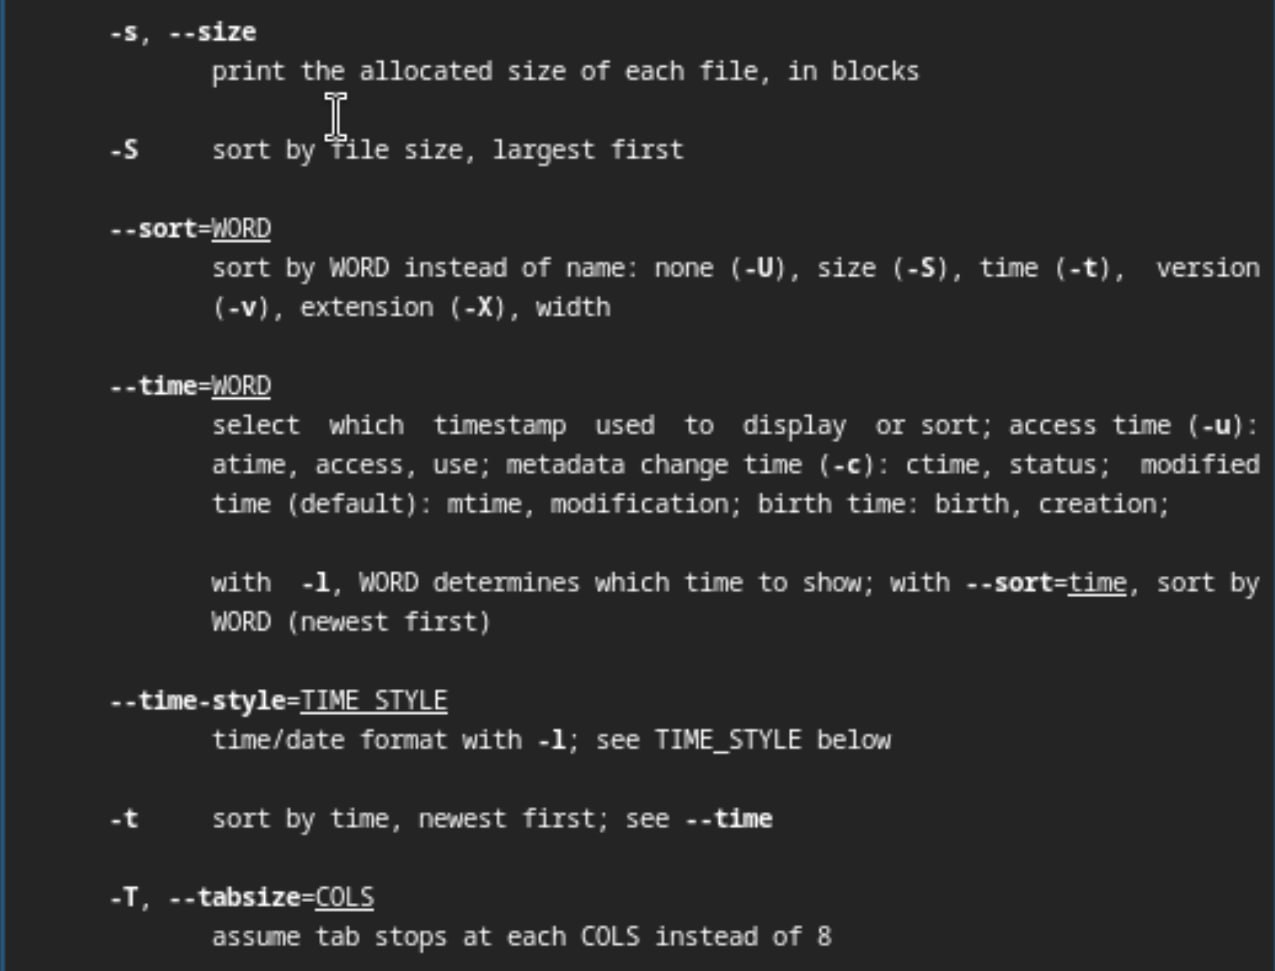 -s, --size
print the allocated size of each file, in blocks
-S sort by file size, largest first
--sort=WORD
sort by WORD instead of name: none (-U), size (-S), time (-t), version
(-v), extension (-X), width
--time=WORD
select which timestamp used to display or sort; access time (-u):
atime, access, use; metadata change time (-c): ctime, status; modified
time (default): mtime, modification; birth time: birth, creation;
with -l, WORD determines which time to show; with --sort=time, sort by
WORD (newest first)
--time-style=TIME_STYLE
time/date format with -l; see TIME_STYLE below
-t sort by time, newest first; see --time
-T, --tabsize=COLS
assume tab stops at each COLS instead of 8